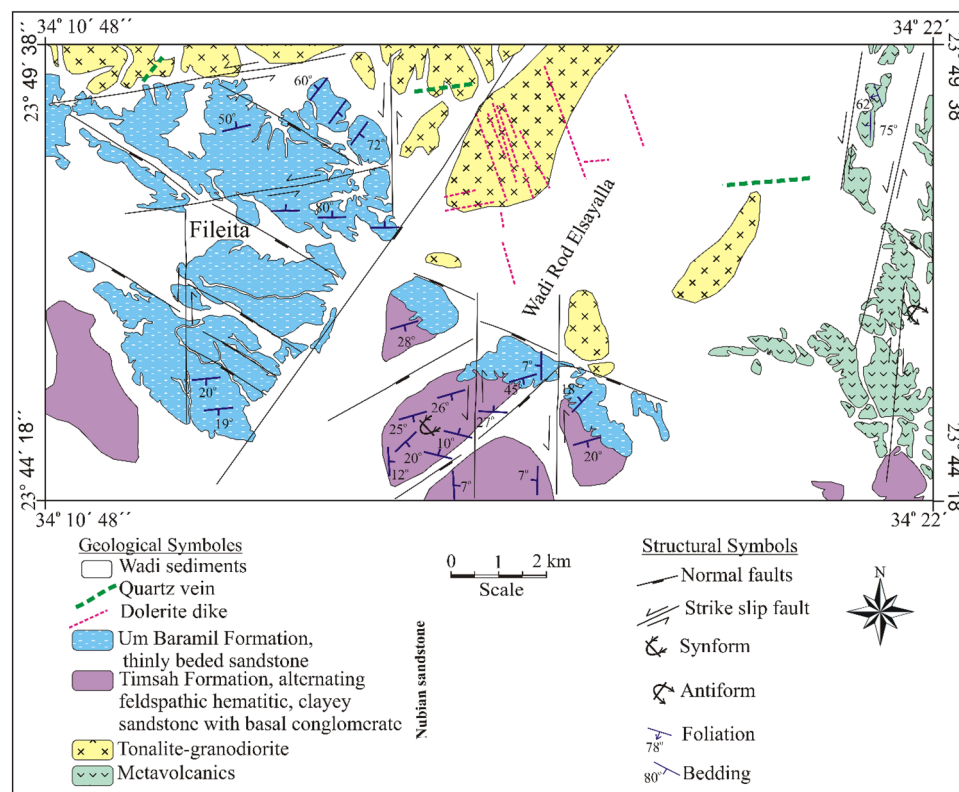 34° 10´ 48´´
34° 22´
23° 49´ 38´´
23° 49´ 38
60°
50°
72°
62
75°
80°
Fileita
Wadi Rod Elsayalla
28°
7°
45°
18°
20°
19°
26°
25°
27°
10°
20°
12°
20°
7°
7°
23° 44´ 18´´
23° 44´ 18
34° 10´ 48´´
34° 22´
Geological Symboles
Wadi sediments
Quartz vein
Dolerite dike
Um Baramil Formation,
thinly beded sandstone
Timsah Formation, alternating
feldspathic hematitic, clayey
sandstone with basal conglomcrate
Nubian sandstone
Tonalite-granodiorite
Metavolcanics
0 1 2 km
Scale
Structural Symbols
Normal faults
Strike slip fault
Synform
Antiform
Foliation
78°
Bedding
80°
N